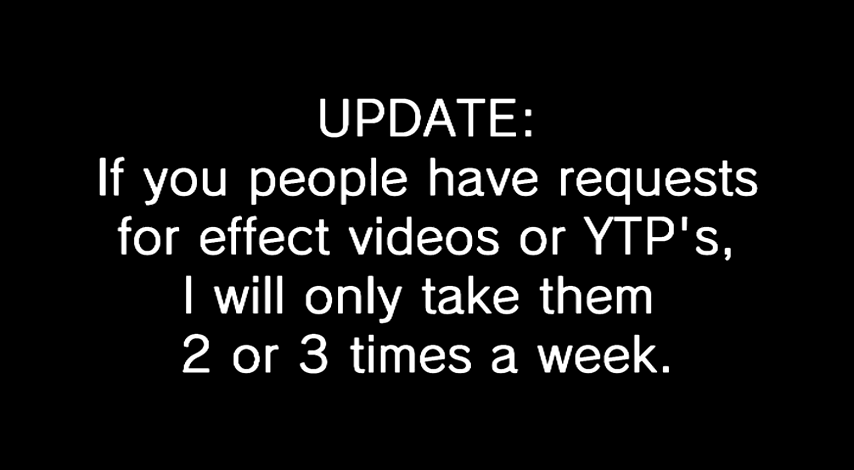 UPDATE:
If you people have requests
for effect videos or YTP's,
I will only take them
2 or 3 times a week.